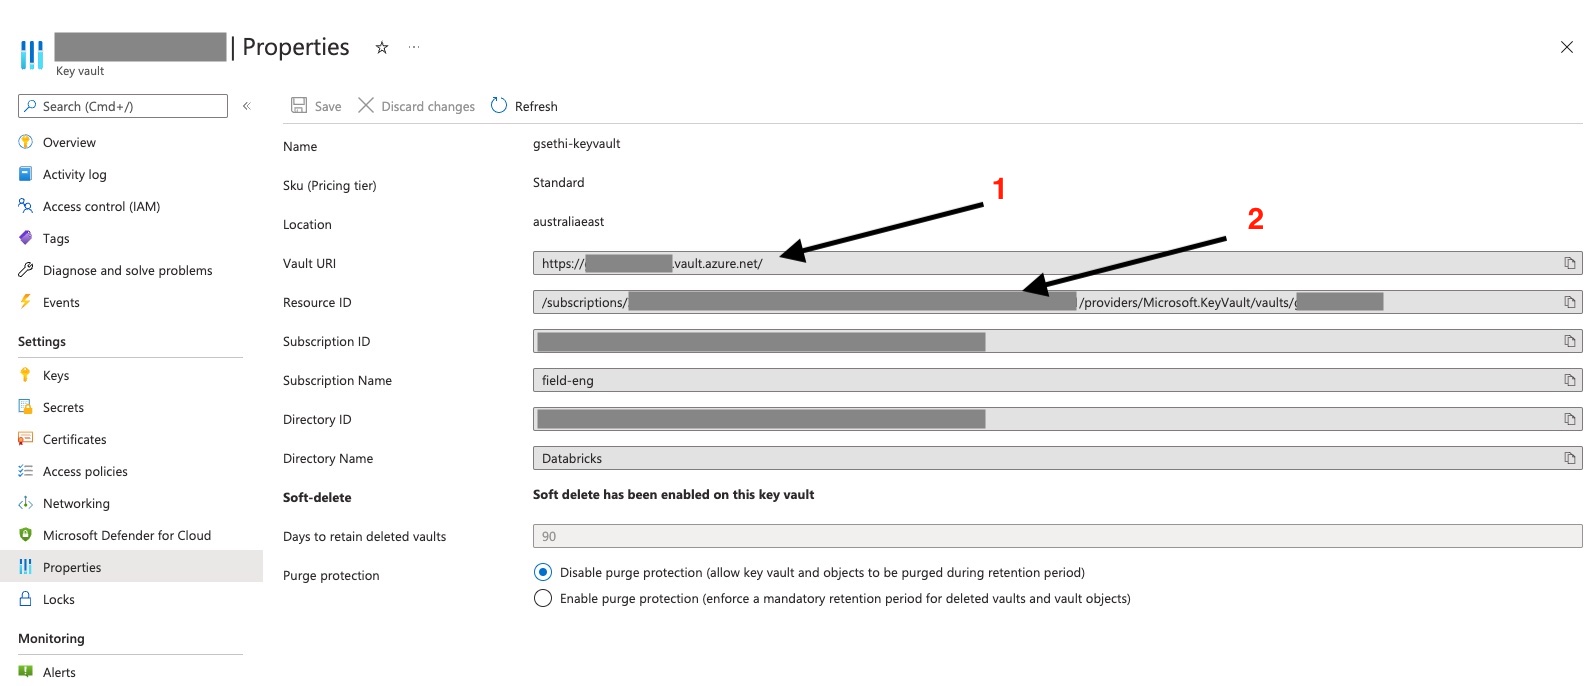 | Properties
Key vault
Search (Cmd+/)
Save Discard changes Refresh
Overview
Activity log
Access control (IAM)
Tags
Diagnose and solve problems
Events
Settings
Keys
Secrets
Certificates
Access policies
Networking
Microsoft Defender for Cloud
Properties
Locks
Monitoring
Alerts
Name gsethi-keyvault
Sku (Pricing tier) Standard
Location australiaeast
1
2
Vault URI https:// .vault.azure.net/
Resource ID /subscriptions/ /providers/Microsoft.KeyVault/vaults/
Subscription ID
Subscription Name field-eng
Directory ID
Directory Name Databricks
Soft-delete Soft delete has been enabled on this key vault
Days to retain deleted vaults 90
Purge protection Disable purge protection (allow key vault and objects to be purged during retention period)
Enable purge protection (enforce a mandatory retention period for deleted vaults and vault objects)